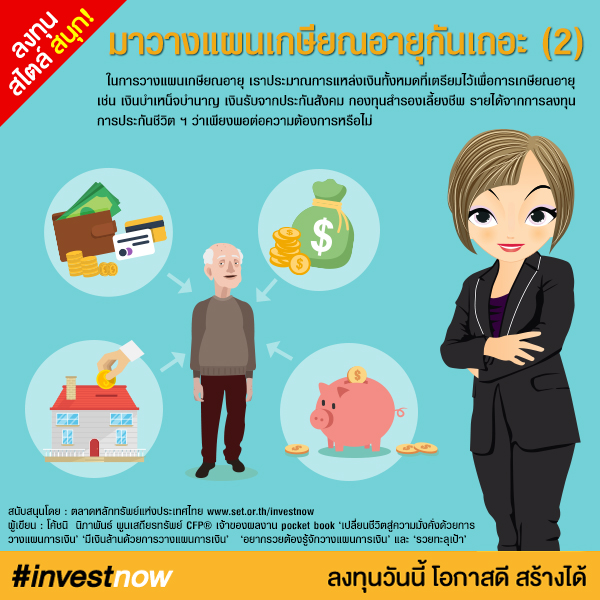 ลงทุน
สไตล์ สนุก!
มาวางแผนเกษียณอายุกันเถอะ (2)
ในการวางแผนเกษียณอายุ เราประมาณการแหล่งเงินทั้งหมดที่เตรียมไว้เพื่อการเกษียณอายุ
เช่น เงินบำเหน็จบำนาญ เงินรับจากประกันสังคม กองทุนสำรองเลี้ยงชีพ รายได้จากการลงทุน
การประกันชีวิต ฯ ว่าเพียงพอต่อความต้องการหรือไม่
$
$
สนับสนุนโดย : ตลาดหลักทรัพย์แห่งประเทศไทย www.set.or.th/investnow
ผู้เขียน : โค้ชนิ นิภาพันธ์ พูนเสถียรทรัพย์ CFP® เจ้าของผลงาน pocket book ‘เปลี่ยนชีวิตสู่ความมั่งคั่งด้วยการ
วางแผนการเงิน’ ‘มีเงินล้านด้วยการวางแผนการเงิน’ ‘อยากรวยต้องรู้จักวางแผนการเงิน’ และ ‘รวยทะลุเป้า’
#investnow
ลงทุนวันนี้ โอกาสดี สร้างได้